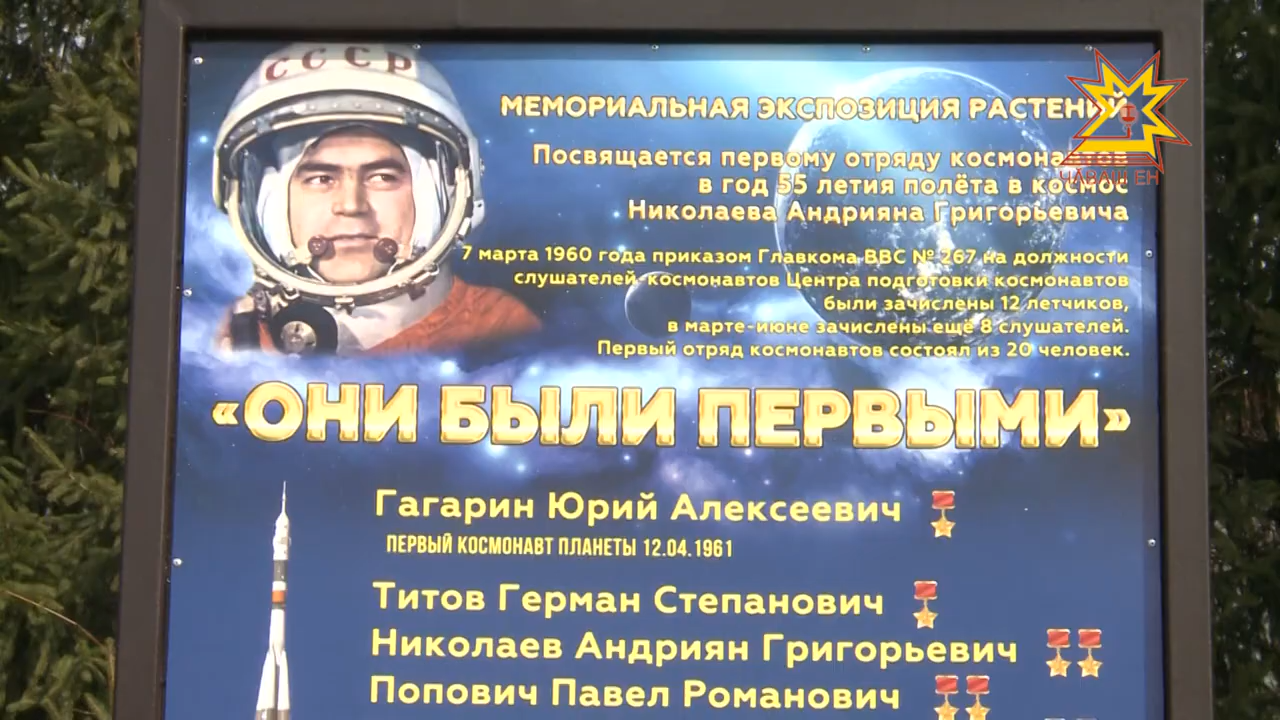 СССР
МЕМОРИАЛЬНАЯ ЭКСПОЗИЦИЯ РАСТЕНИЙ
ЧӐВАШ ЕН
Посвящается первому отряду космонавтов
в год 55 летия полёта в космос
Николаева Андрияна Григорьевича
7 марта 1960 года приказом Главкома ВВС № 267 на должности
слушателей-космонавтов Центра подготовки космонавтов
были зачислены 12 летчиков,
в марте-июне зачислены ещё 8 слушателей.
Первый отряд космонавтов состоял из 20 человек.
«ОНИ БЫЛИ ПЕРВЫМИ»
Гагарин Юрий Алексеевич
ПЕРВЫЙ КОСМОНАВТ ПЛАНЕТЫ 12.04.1961
Титов Герман Степанович
Николаев Андриян Григорьевич
Попович Павел Романович